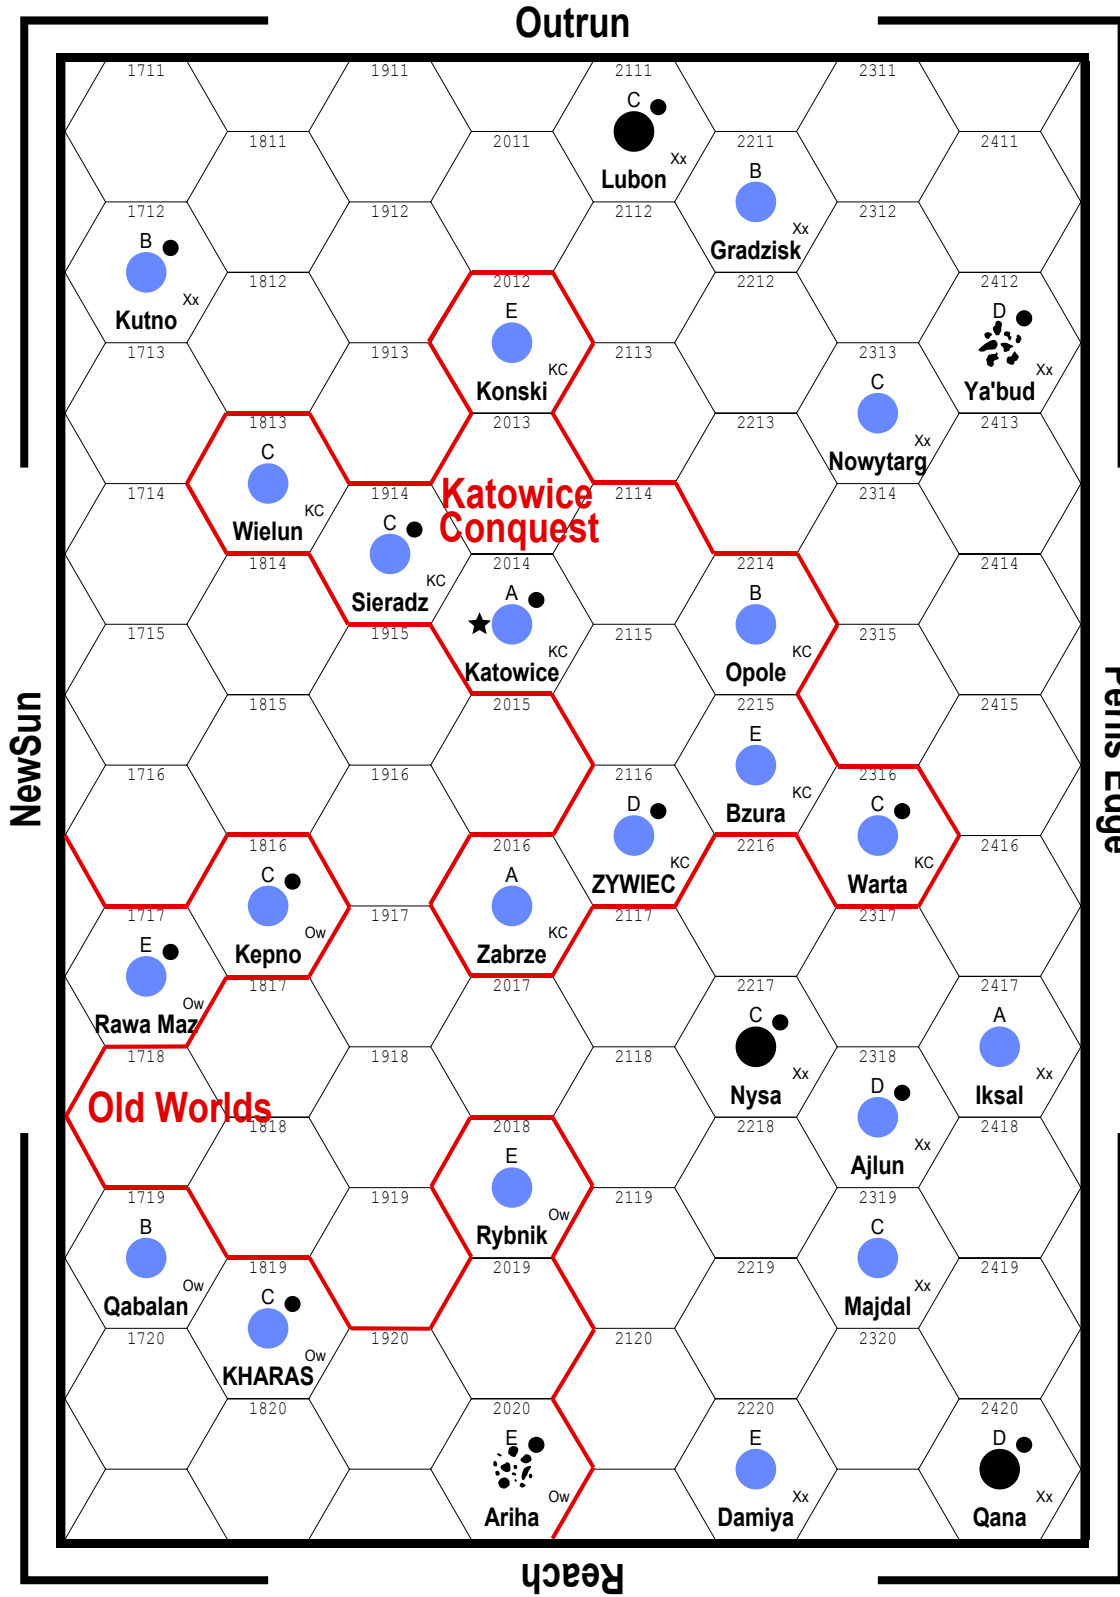 Outrun
1711
1911
2111
2311
C
Xx
Lubon
1811
2011
2211
2411
B
Xx
Gradzisk
1712
1912
2112
2312
B
Xx
Kutno
1812
2012
2212
2412
E
KC
Konski
D
Xx
Ya'bud
1713
1913
2113
2313
C
Xx
Nowytarg
1813
2013
2213
2413
C
KC
Wielun
Katowice
Conquest
1714
1914
2114
2314
C
KC
Sieradz
1814
2014
2214
2414
A
KC
Katowice
B
KC
Opole
1715
1915
2115
2315
1815
2015
2215
2415
E
KC
Bzura
NewSun
1716
1916
2116
2316
D
KC
ZYWIEC
C
KC
Warta
1816
2016
2216
2416
C
Ow
Kepno
A
KC
Zabrze
1717
1917
2117
2317
E
Ow
Rawa Maz
1817
2017
2217
2417
C
Xx
Nysa
A
Xx
Iksal
1718
1918
2118
2318
D
Xx
Ajlun
Old Worlds
1818
2018
2218
2418
E
Ow
Rybnik
1719
1919
2119
2319
B
Ow
Qabalan
C
Xx
Majdal
1819
2019
2219
2419
C
Ow
KHARAS
1720
1920
2120
2320
1820
2020
2220
2420
E
Ow
Ariha
E
Xx
Damiya
D
Xx
Qana
Reach